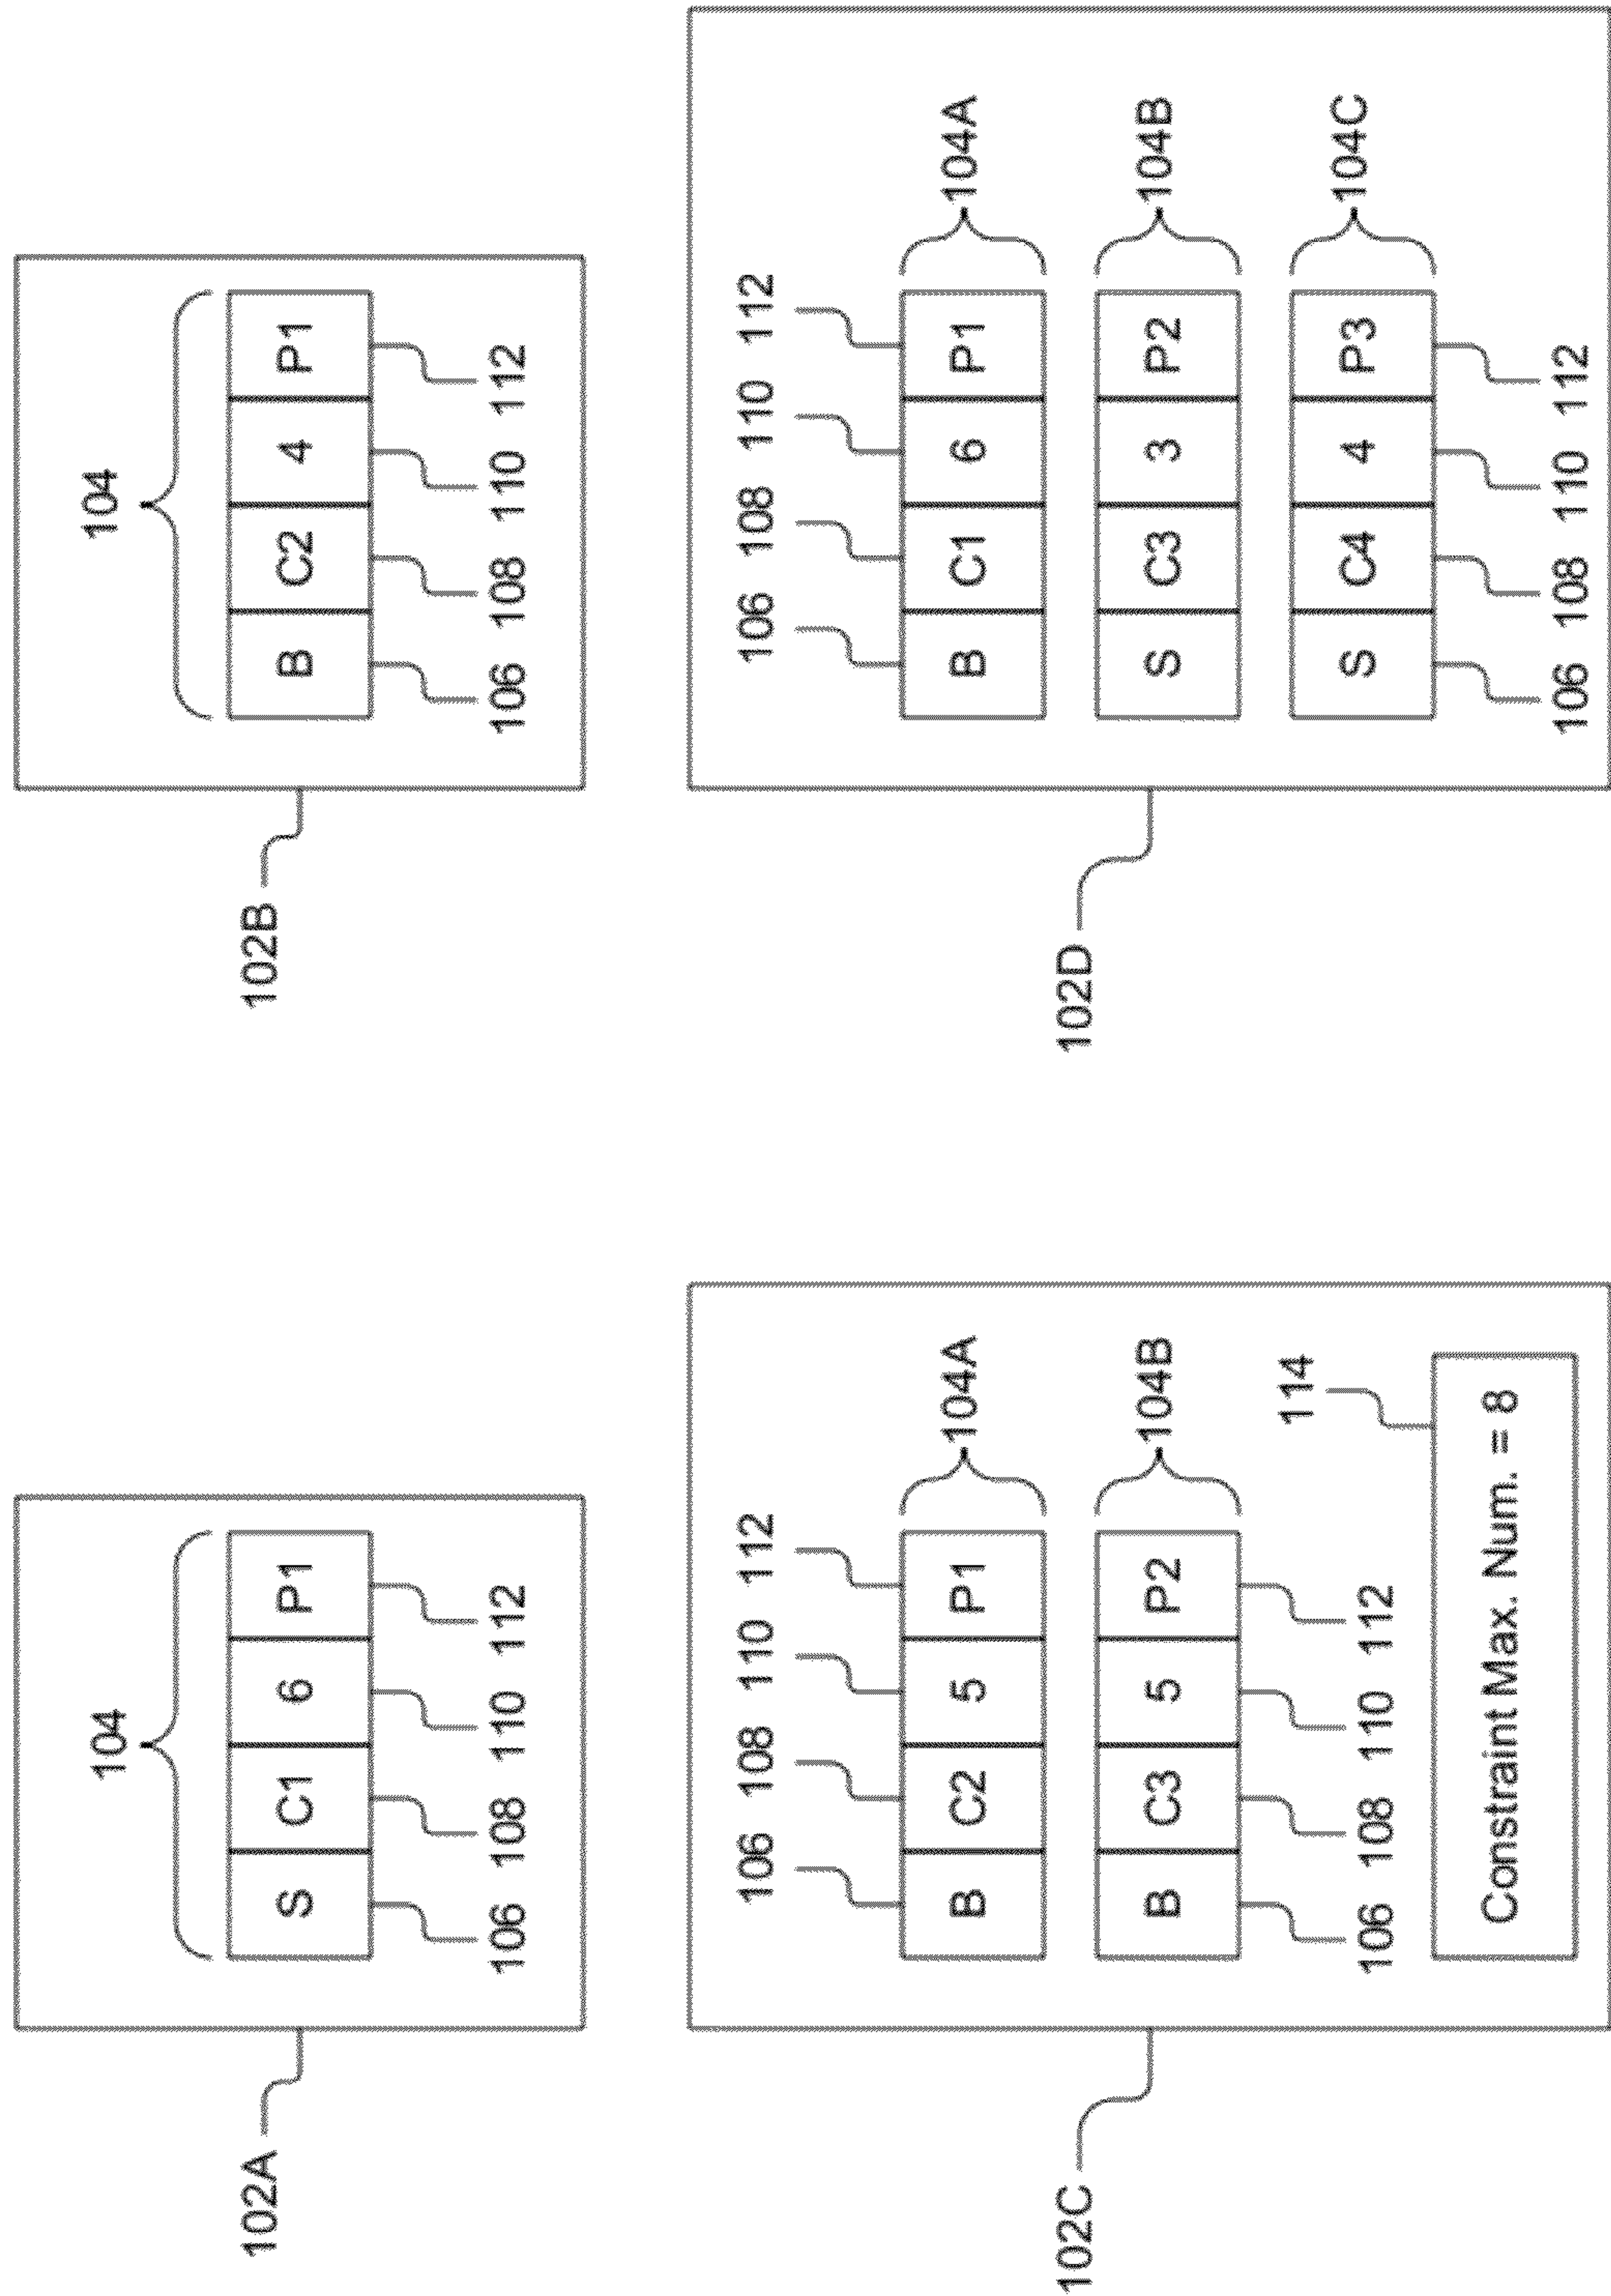 104
S C1 6 P1
106 108 110 112
102A
104
B C2 4 P1
106 108 110 112
102B
106 108 110 112
B C2 5 P1
104A
B C3 5 P2
104B
106 108 110 112
114
Constraint Max. Num. = 8
102C
106 108 110 112
B C1 6 P1
104A
S C3 3 P2
104B
S C4 4 P3
104C
106 108 110 112
102D